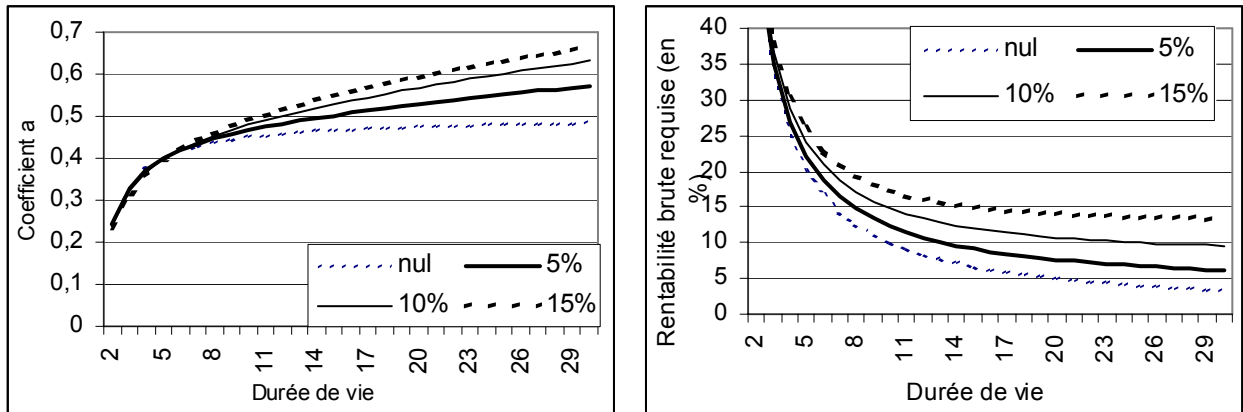 Coefficient a
0,7
0,6
0,5
0,4
0,3
0,2
0,1
0
nul 5%
10% 15%
2 5 8 11 14 17 20 23 26 29
Durée de vie
Rentabilité brute requise (en
%)
40
35
30
25
20
15
10
5
0
nul 5%
10% 15%
2 5 8 11 14 17 20 23 26 29
Durée de vie